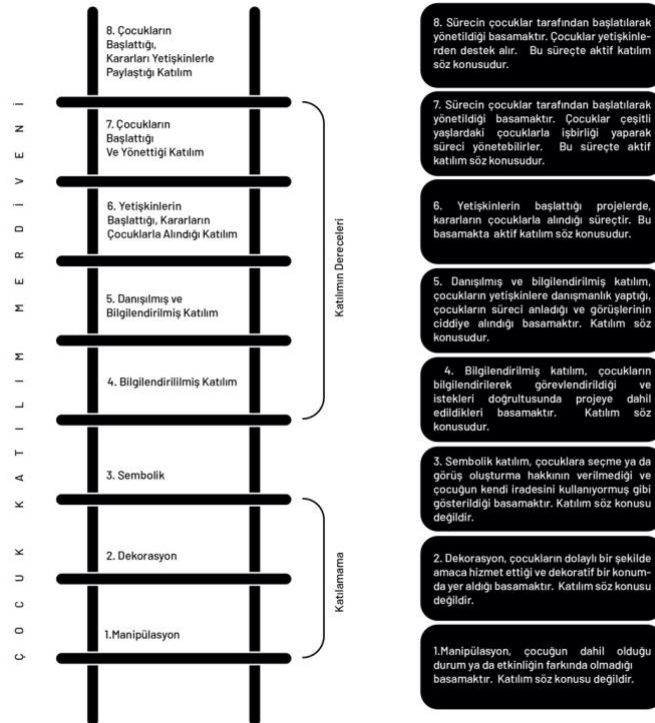 ÇOCUK KATILIM MERDİVENİ
8. Çocukların
Başlattığı,
Kararları Yetişkinlerle
Paylaştığı Katılım
7. Çocukların
Başlattığı
Ve Yönettiği Katılım
6. Yetişkinlerin
Başlattığı, Kararların
Çocuklarla Alındığı Katılım
5. Danışılmış ve
Bilgilendirilmiş Katılım
4. Bilgilendirililmiş Katılım
3. Sembolik
2. Dekorasyon
1.Manipülasyon
Katılımın Dereceleri
Katılamama
8. Sürecin çocuklar tarafından başlatılarak
yönetildiği basamaktır. Çocuklar yetişkinle-
rden destek alır. Bu süreçte aktif katılım
söz konusudur.
7. Sürecin çocuklar tarafından başlatılarak
yönetildiği basamaktır. Çocuklar çeşitli
yaşlardaki çocuklarla işbirliği yaparak
süreci yönetebilirler. Bu süreçte aktif
katılım söz konusudur.
6. Yetişkinlerin başlattığı projelerde,
kararların çocuklarla alındığı süreçtir. Bu
basamakta aktif katılım söz konusudur.
5. Danışılmış ve bilgilendirilmiş katılım,
çocukların yetişkinlere danışmanlık yaptığı,
çocukların süreci anladığı ve görüşlerinin
ciddiye alındığı basamaktır. Katılım söz
konusudur.
4. Bilgilendirilmiş katılım, çocukların
bilgilendirilerek görevlendirildiği ve
istekleri doğrultusunda projeye dahil
edildikleri basamaktır. Katılım söz
konusudur.
3. Sembolik katılım, çocuklara seçme ya da
görüş oluşturma hakkının verilmediği ve
çocuğun kendi iradesini kullanıyormuş gibi
gösterildiği basamaktır. Katılım söz konusu
değildir.
2. Dekorasyon, çocukların dolaylı bir şekilde
amaca hizmet ettiği ve dekoratif bir konum-
da yer aldığı basamaktır. Katılım söz konusu
değildir.
1.Manipülasyon, çocuğun dahil olduğu
durum ya da etkinliğin farkında olmadığı
basamaktır. Katılım söz konusu değildir.